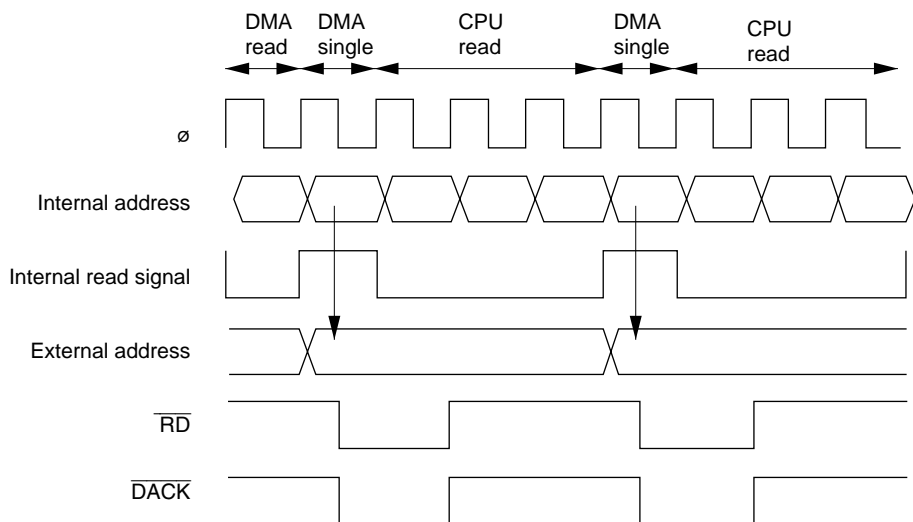 DMA
read
DMA
single
CPU
read
DMA
single
CPU
read
ø
Internal address
Internal read signal
External address
RD
DACK